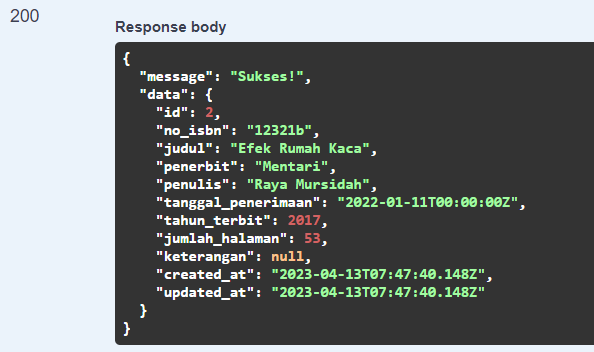 200
Response body
{
  "message": "Sukses!",
  "data": {
    "id": 2,
    "no_isbn": "12321b",
    "judul": "Efek Rumah Kaca",
    "penerbit": "Mentari",
    "penulis": "Raya Mursidah",
    "tanggal_penerimaan": "2022-01-11T00:00:00Z",
    "tahun_terbit": 2017,
    "jumlah_halaman": 53,
    "keterangan": null,
    "created_at": "2023-04-13T07:47:40.148Z",
    "updated_at": "2023-04-13T07:47:40.148Z"
  }
}